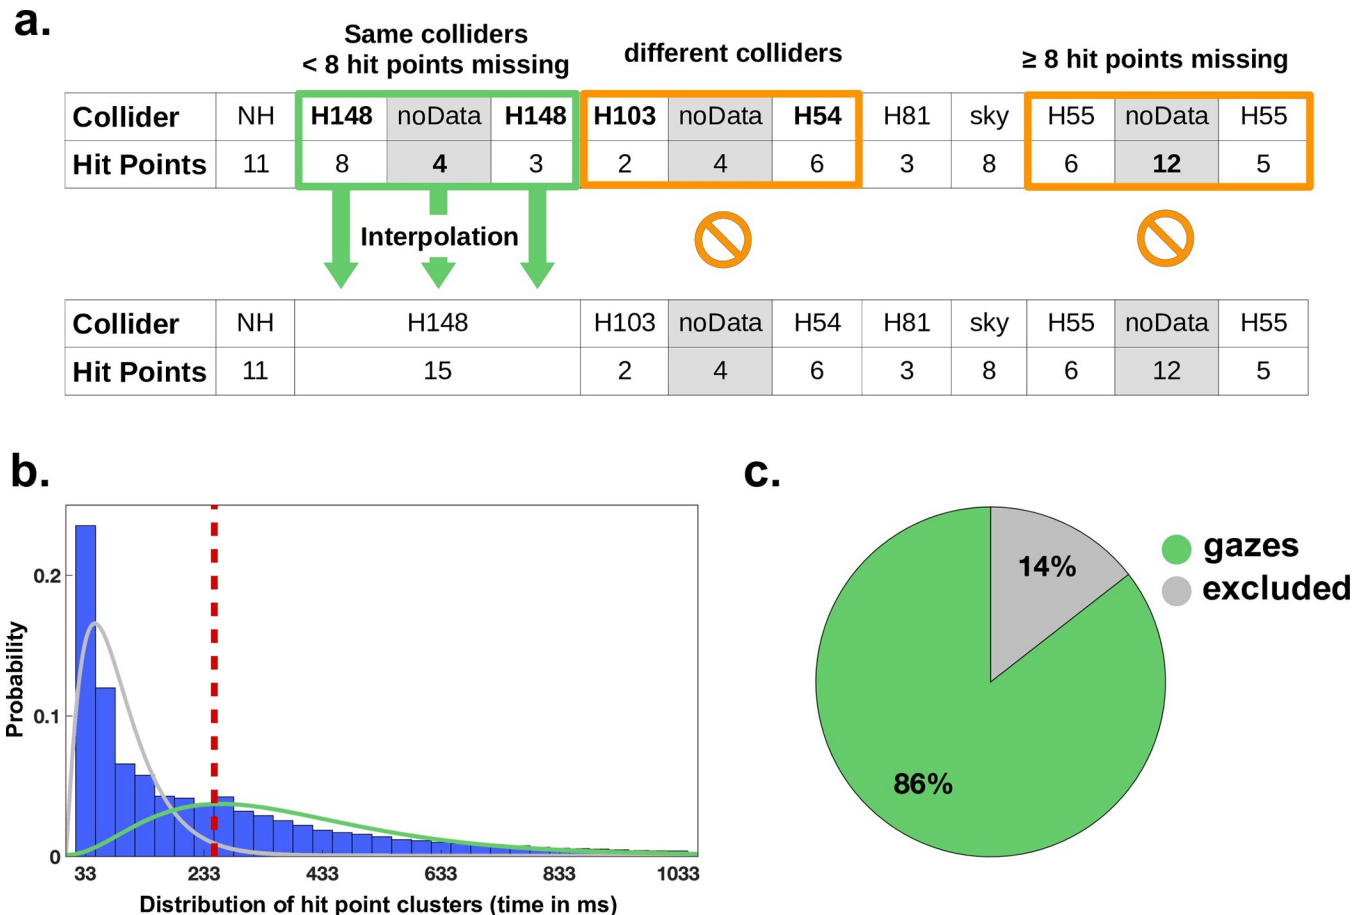 a.
Same colliders
< 8 hit points missing
different colliders
≥ 8 hit points missing
Collider NH H148 noData H148 H103 noData H54 H81 sky H55 noData H55
Hit Points 11 8 4 3 2 4 6 3 8 6 12 5
Interpolation
Collider NH H148 H103 noData H54 H81 sky H55 noData H55
Hit Points 11 15 2 4 6 3 8 6 12 5
b.
Probability
0.2
0.1
0
33 233 433 633 833 1033
Distribution of hit point clusters (time in ms)
c.
14%
86%
gazes
excluded